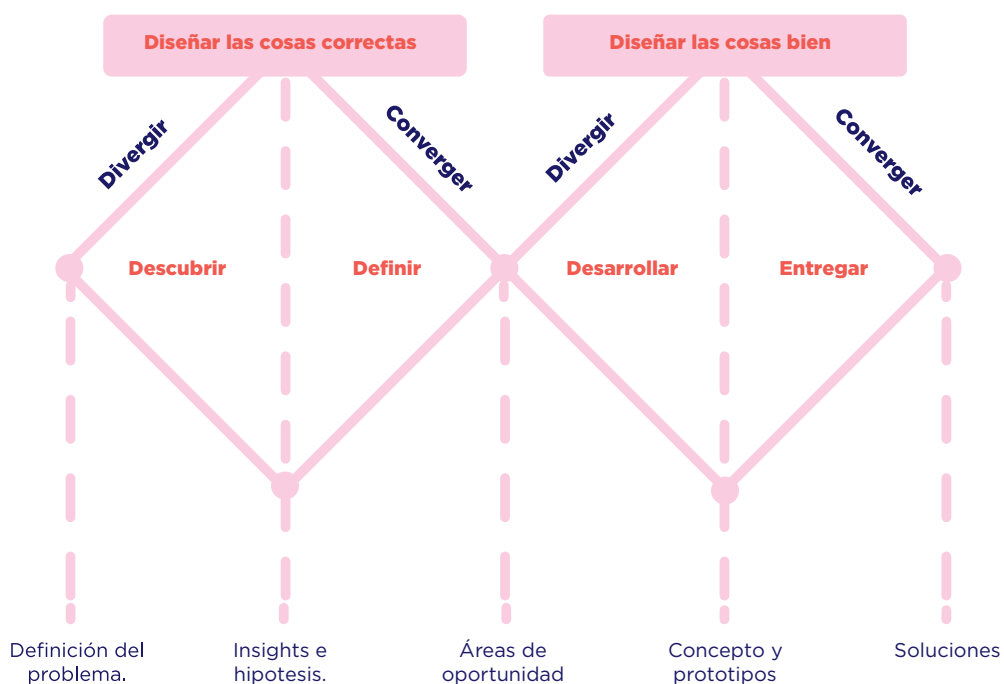 Diseñar las cosas correctas
Diseñar las cosas bien
Divergir
Converger
Divergir
Converger
Descubrir
Definir
Desarrollar
Entregar
Definición del
problema.
Insights e
hipotesis.
Áreas de
oportunidad
Concepto y
prototipos
Soluciones